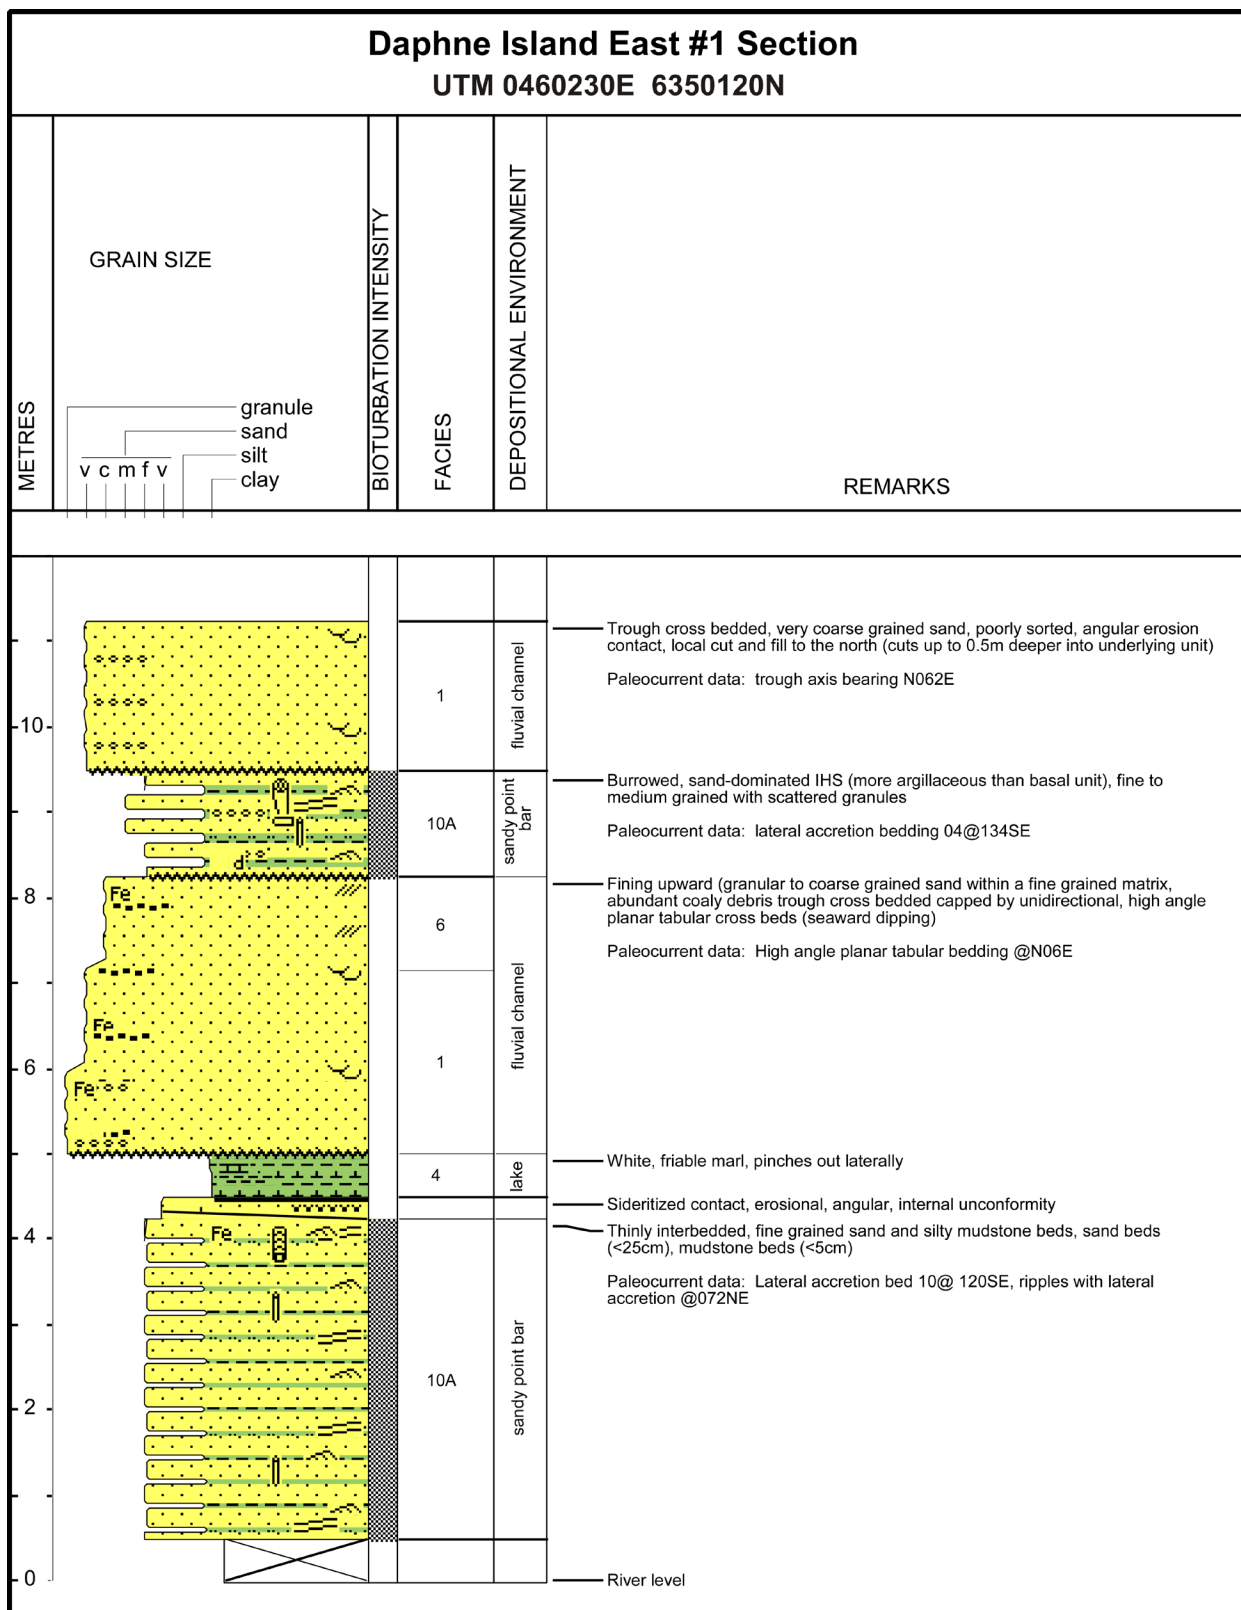 Daphne Island East #1 Section
UTM 0460230E  6350120N
METRES
GRAIN SIZE
granule
sand
silt
clay
v c m f v
BIOTURBATION INTENSITY
FACIES
DEPOSITIONAL ENVIRONMENT
REMARKS
1
fluvial channel
Trough cross bedded, very coarse grained sand, poorly sorted, angular erosion
contact, local cut and fill to the north (cuts up to 0.5m deeper into underlying unit)
Paleocurrent data:  trough axis bearing N062E
10
10A
sandy point
bar
Burrowed, sand-dominated IHS (more argillaceous than basal unit), fine to
medium grained with scattered granules
Paleocurrent data:  lateral accretion bedding 04@134SE
d
8
Fe
6
Fining upward (granular to coarse grained sand within a fine grained matrix,
abundant coaly debris trough cross bedded capped by unidirectional, high angle
planar tabular cross beds (seaward dipping)
Paleocurrent data:  High angle planar tabular bedding @N06E
fluvial channel
Fe
1
6
Fe
4
lake
White, friable marl, pinches out laterally
Sideritized contact, erosional, angular, internal unconformity
4
Fe
Thinly interbedded, fine grained sand and silty mudstone beds, sand beds
(<25cm), mudstone beds (<5cm)
Paleocurrent data:  Lateral accretion bed 10@ 120SE, ripples with lateral
accretion @072NE
10A
sandy point bar
2
0
River level